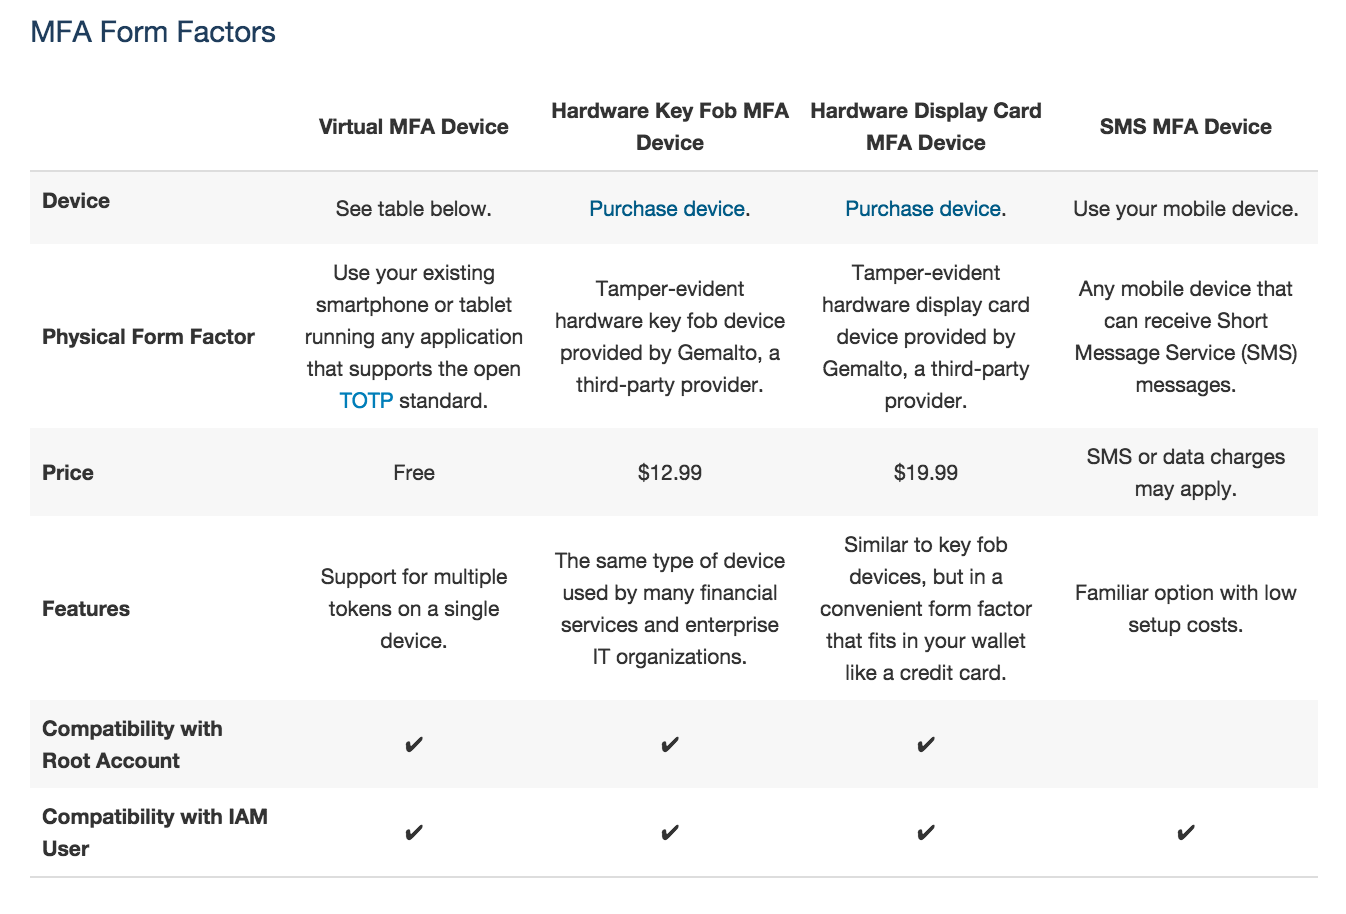 MFA Form Factors
Virtual MFA Device
Hardware Key Fob MFA
Device
Hardware Display Card
MFA Device
SMS MFA Device
Device
See table below.
Purchase device.
Purchase device.
Use your mobile device.
Physical Form Factor
Use your existing
smartphone or tablet
running any application
that supports the open
TOTP standard.
Tamper-evident
hardware key fob device
provided by Gemalto, a
third-party provider.
Tamper-evident
hardware display card
device provided by
Gemalto, a third-party
provider.
Any mobile device that
can receive Short
Message Service (SMS)
messages.
Price
Free
$12.99
$19.99
SMS or data charges
may apply.
Features
Support for multiple
tokens on a single
device.
The same type of device
used by many financial
services and enterprise
IT organizations.
Similar to key fob
devices, but in a
convenient form factor
that fits in your wallet
like a credit card.
Familiar option with low
setup costs.
Compatibility with
Root Account
✔
✔
✔
Compatibility with IAM
User
✔
✔
✔
✔